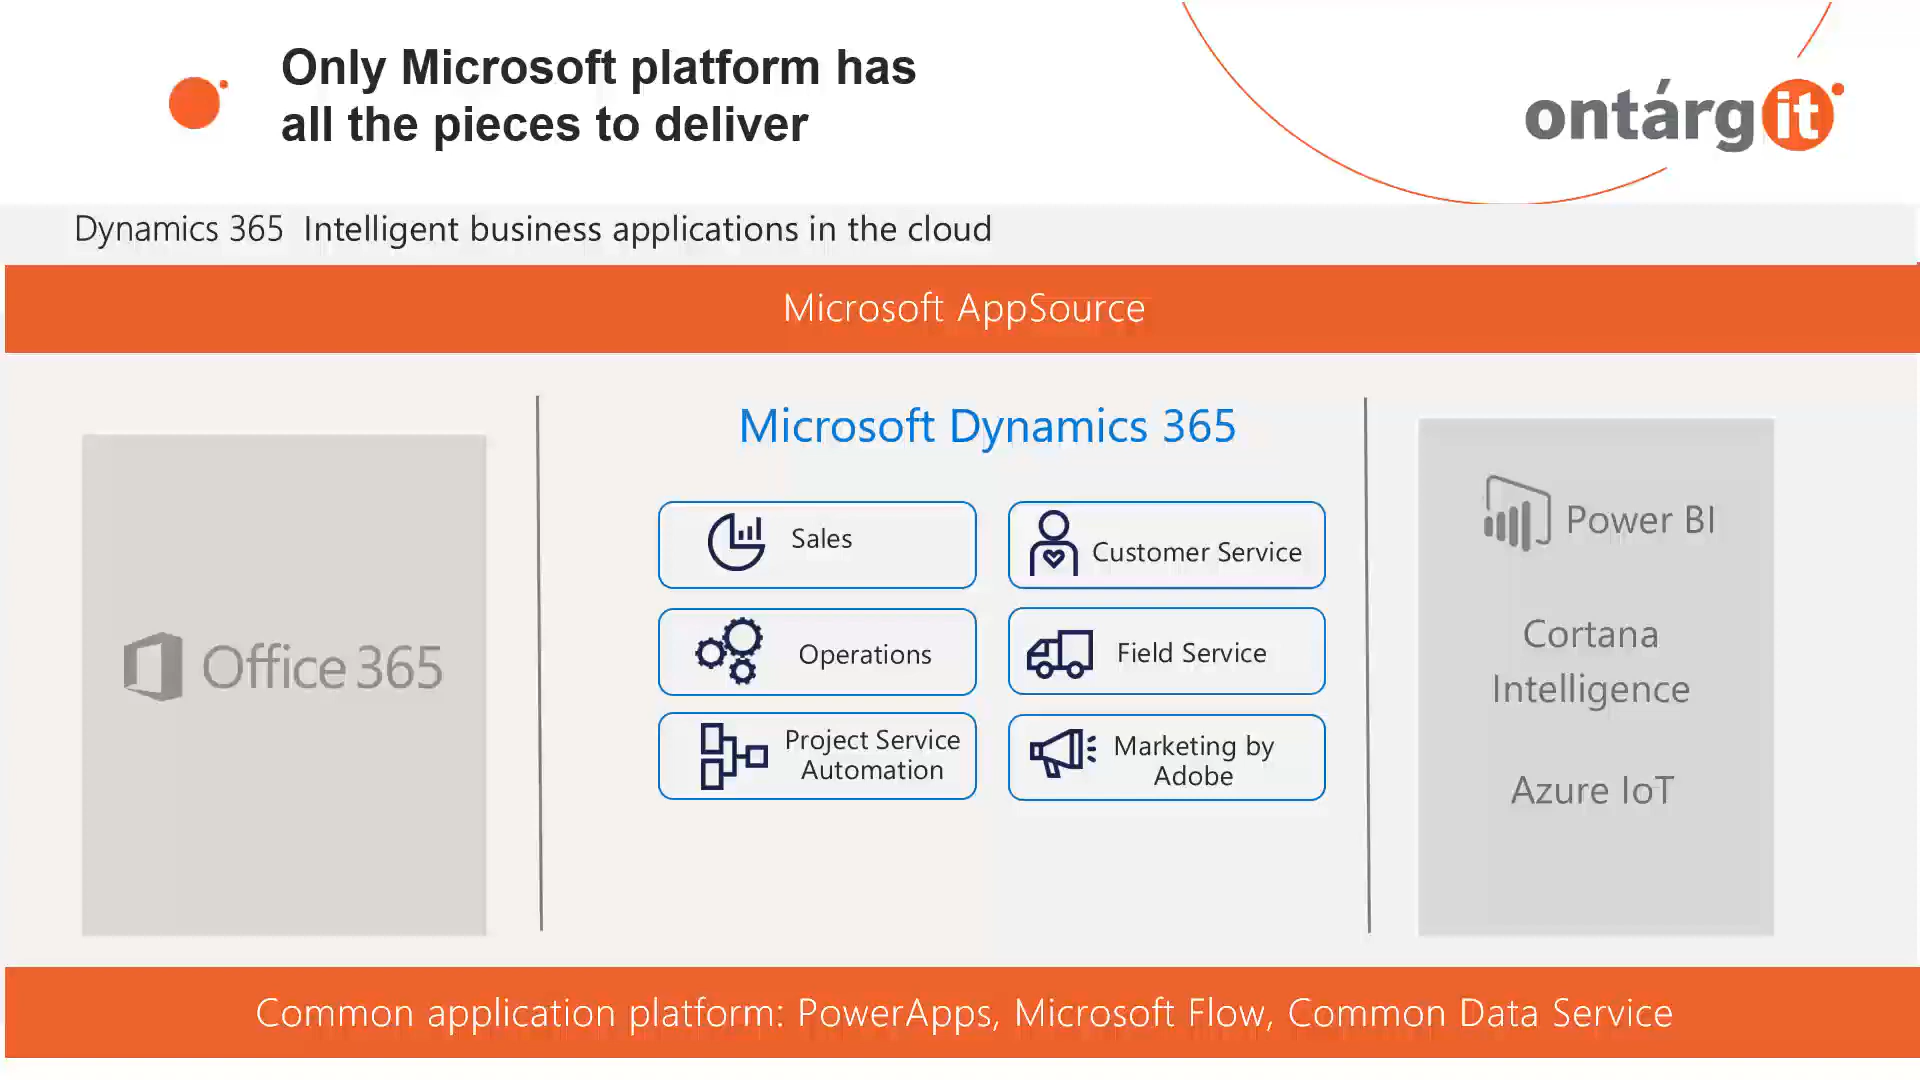 Only Microsoft platform has
all the pieces to deliver
ontárgit
Dynamics 365 Intelligent business applications in the cloud
Microsoft AppSource
Office 365
Microsoft Dynamics 365
Sales
Customer Service
Operations
Field Service
Project Service
Automation
Marketing by
Adobe
Power BI
Cortana
Intelligence
Azure IoT
Common application platform: PowerApps, Microsoft Flow, Common Data Service